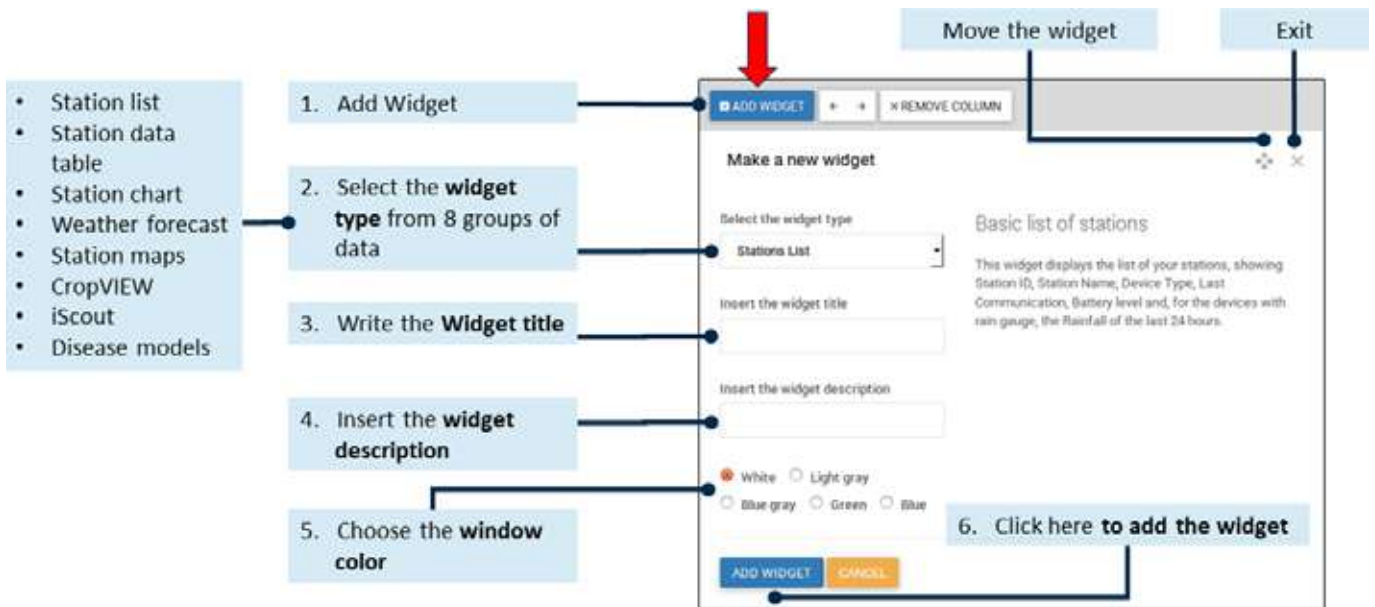 Move the widget
Exit
• Station list
• Station data
table
• Station chart
• Weather forecast
• Station maps
• CropVIEW
• iScout
• Disease models
1. Add Widget
2. Select the widget
type from 8 groups of
data
3. Write the Widget title
4. Insert the widget
description
5. Choose the window
color
ADD WIDGET ← → × REMOVE COLUMN
Make a new widget
Select the widget type
Stations List
Insert the widget title
Insert the widget description
White Light gray
Blue gray Green Blue
Basic list of stations
This widget displays the list of your stations, showing
Station ID, Station Name, Device Type, Last
Communication, Battery level and, for the devices with
rain gauge, the Rainfall of the last 24 hours.
6. Click here to add the widget
ADD WIDGET CANCEL